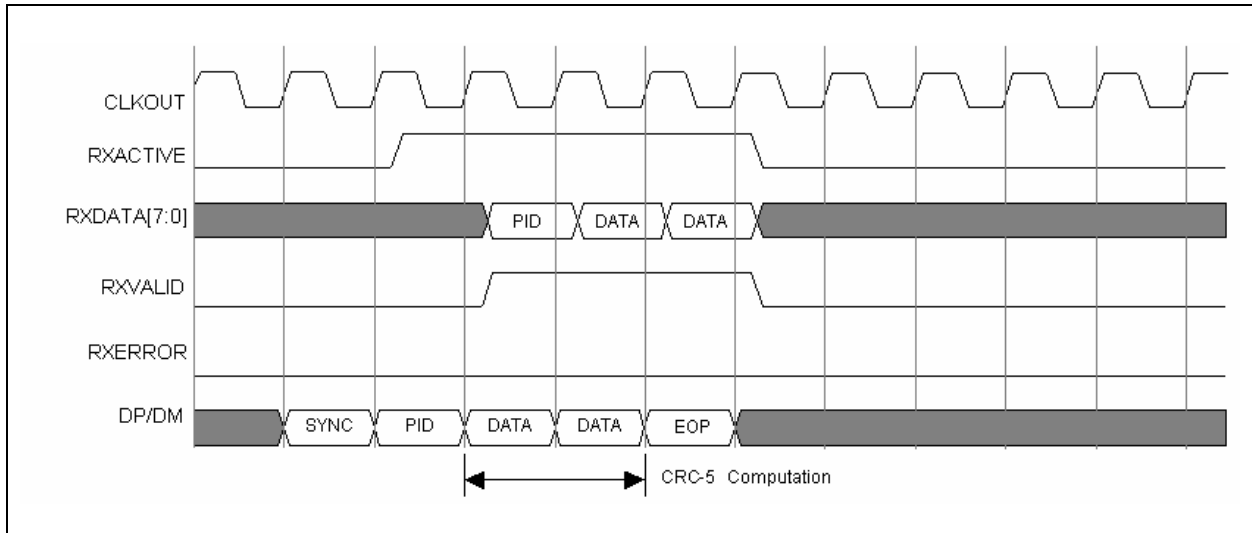 CLKOUT
RXACTIVE
RXDATA[7:0]
PID DATA DATA
RXVALID
RXERROR
DP/DM
SYNC PID DATA DATA EOP
CRC-5 Computation